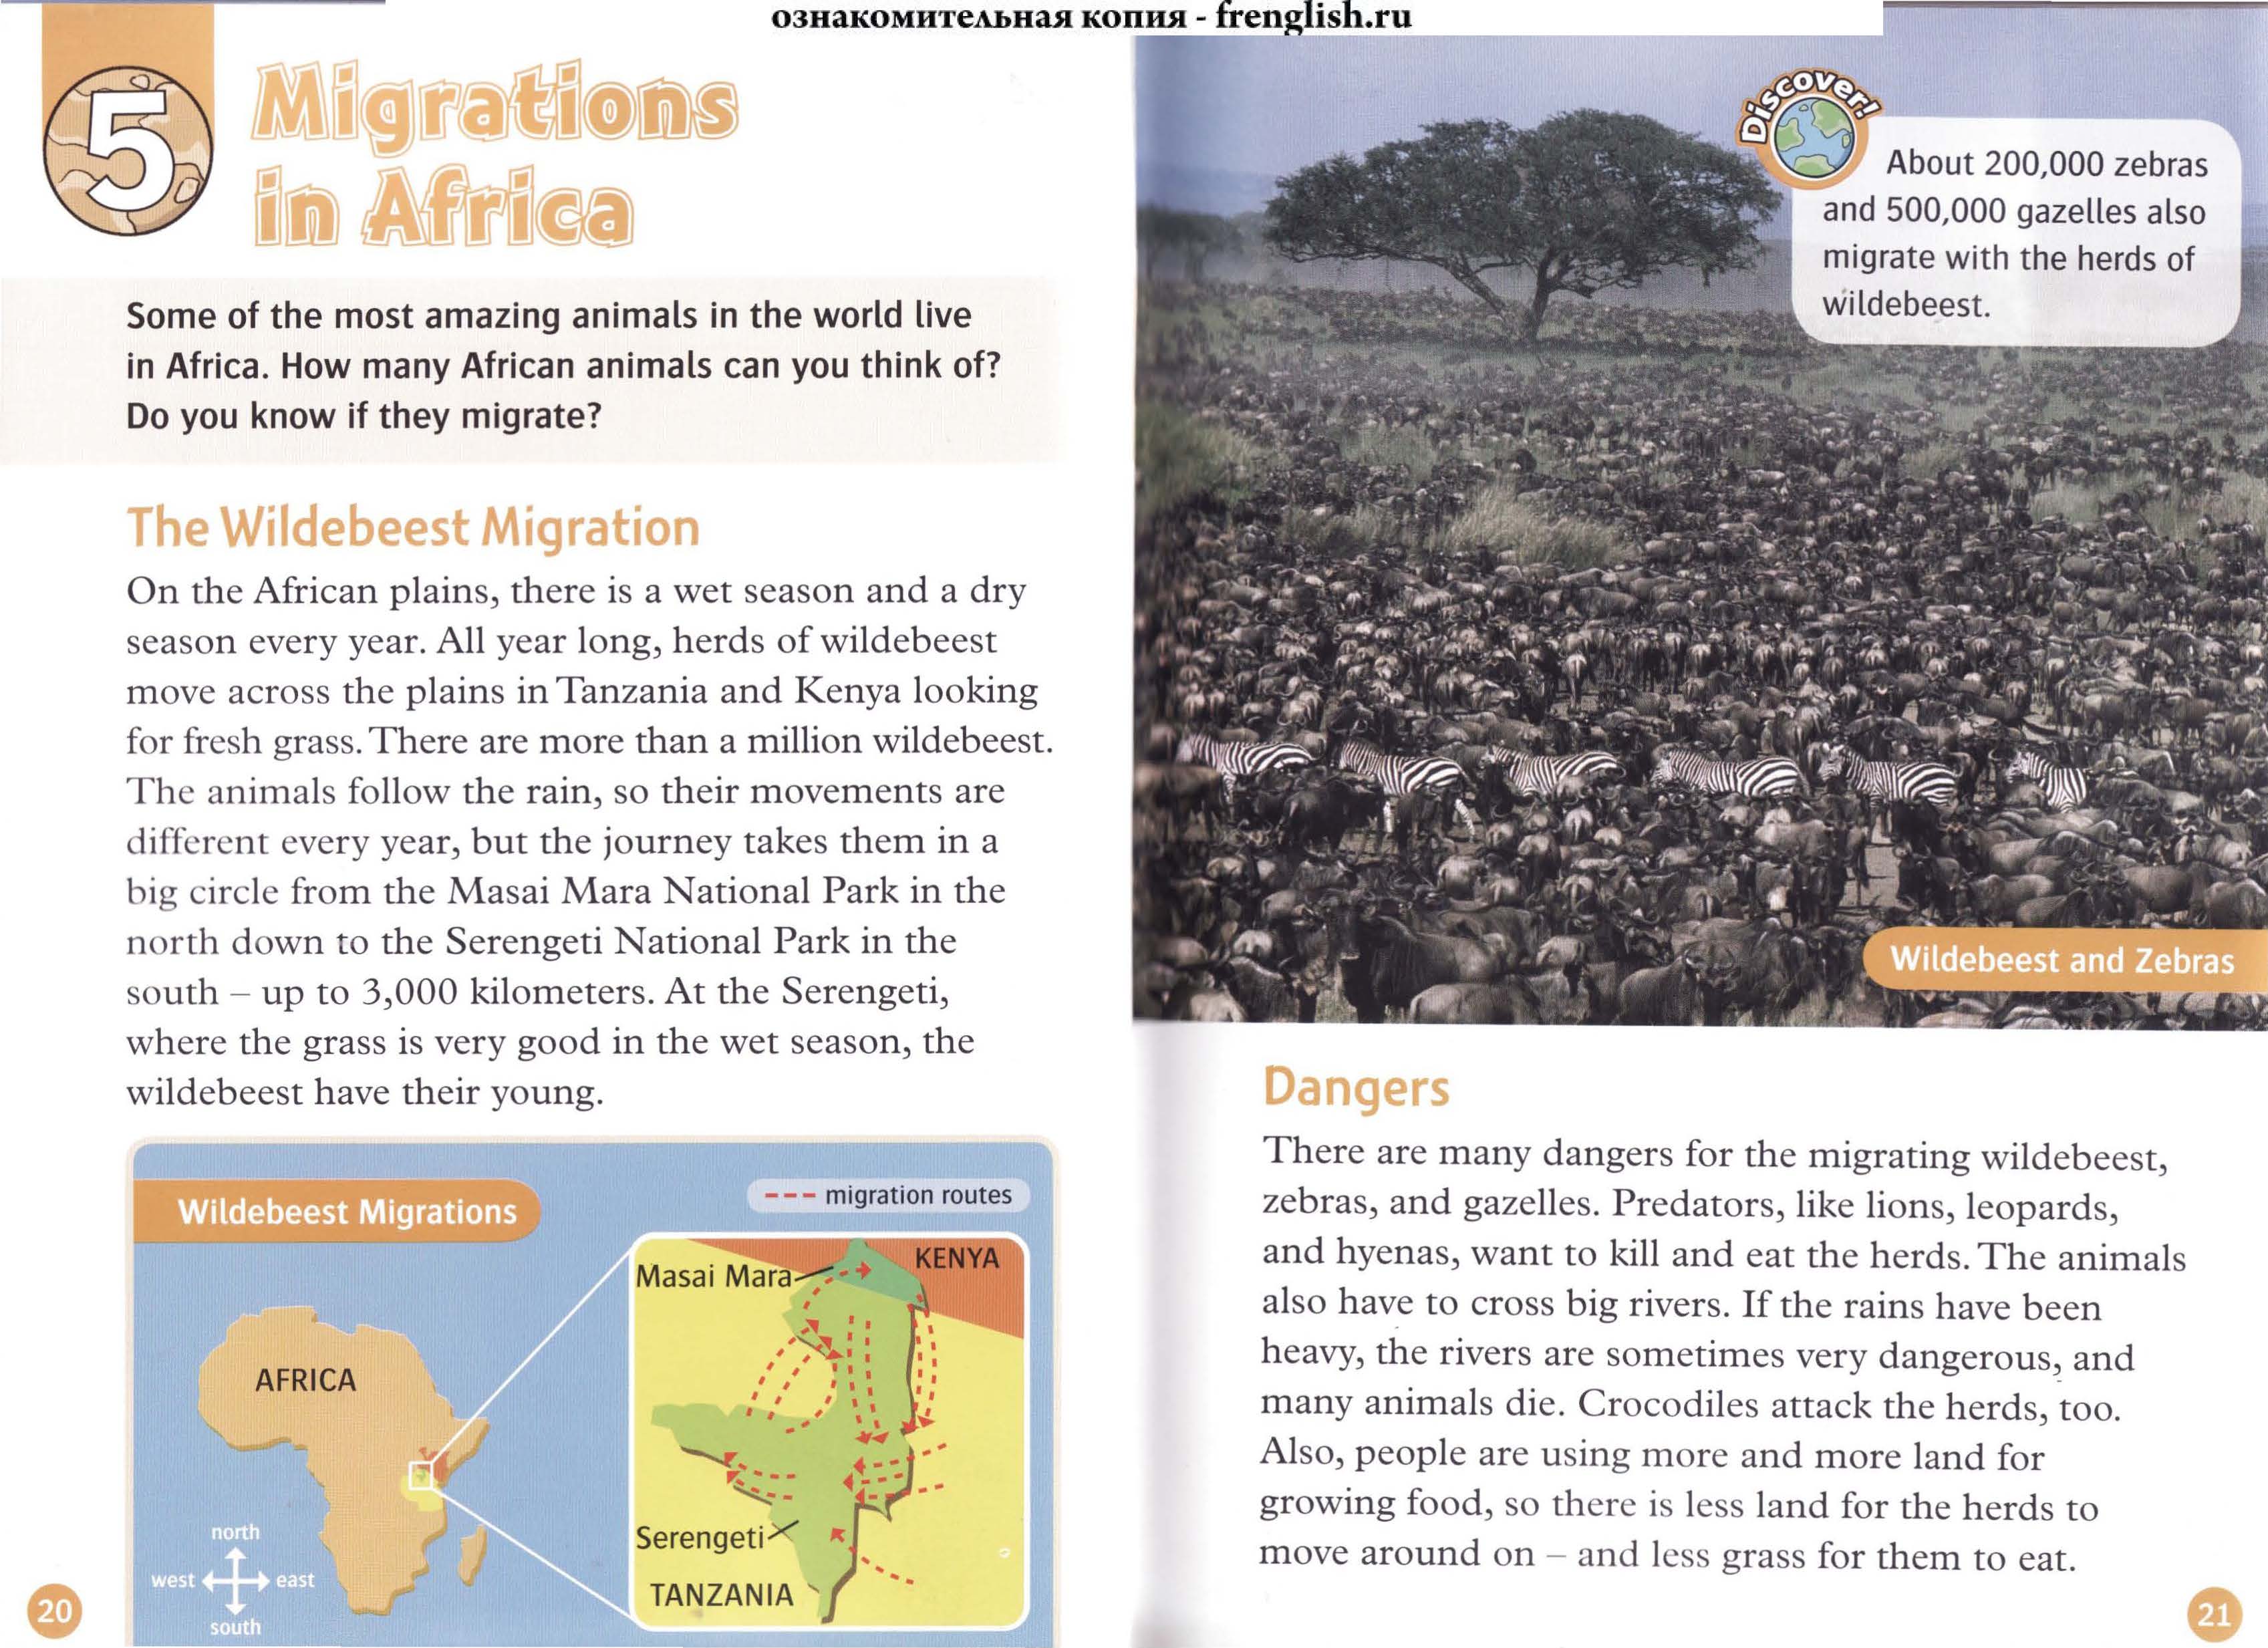 ознакомительная копия - frenglish.ru
5
Migrations
in Africa
Some of the most amazing animals in the world live
in Africa. How many African animals can you think of?
Do you know if they migrate?
The Wildebeest Migration
On the African plains, there is a wet season and a dry
season every year. All year long, herds of wildebeest
move across the plains in Tanzania and Kenya looking
for fresh grass. There are more than a million wildebeest.
The animals follow the rain, so their movements are
different every year, but the journey takes them in a
big circle from the Masai Mara National Park in the
north down to the Serengeti National Park in the
south – up to 3,000 kilometers. At the Serengeti,
where the grass is very good in the wet season, the
wildebeest have their young.
Wildebeest Migrations
migration routes
KENYA
Masai Mara
AFRICA
Serengeti
TANZANIA
north
west
east
south
20
Discover!
About 200,000 zebras
and 500,000 gazelles also
migrate with the herds of
wildebeest.
Wildebeest and Zebras
Dangers
There are many dangers for the migrating wildebeest,
zebras, and gazelles. Predators, like lions, leopards,
and hyenas, want to kill and eat the herds. The animals
also have to cross big rivers. If the rains have been
heavy, the rivers are sometimes very dangerous, and
many animals die. Crocodiles attack the herds, too.
Also, people are using more and more land for
growing food, so there is less land for the herds to
move around on – and less grass for them to eat.
21